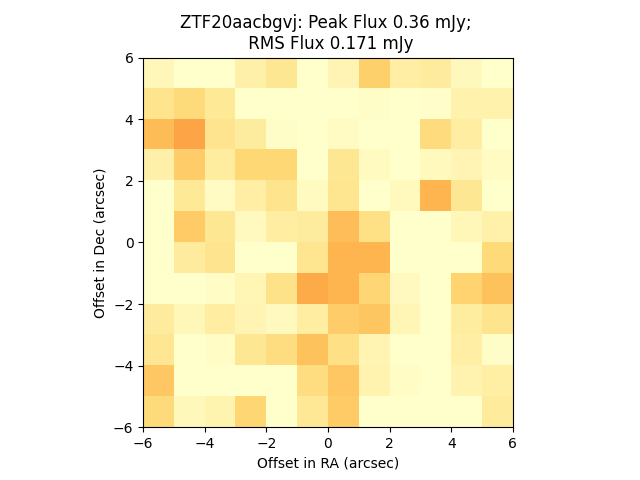 ZTF20aacbgvj: Peak Flux 0.36 mJy;
RMS Flux 0.171 mJy
6
4
2
0
−2
−4
−6
Offset in Dec (arcsec)
−6 −4 −2 0 2 4 6
Offset in RA (arcsec)